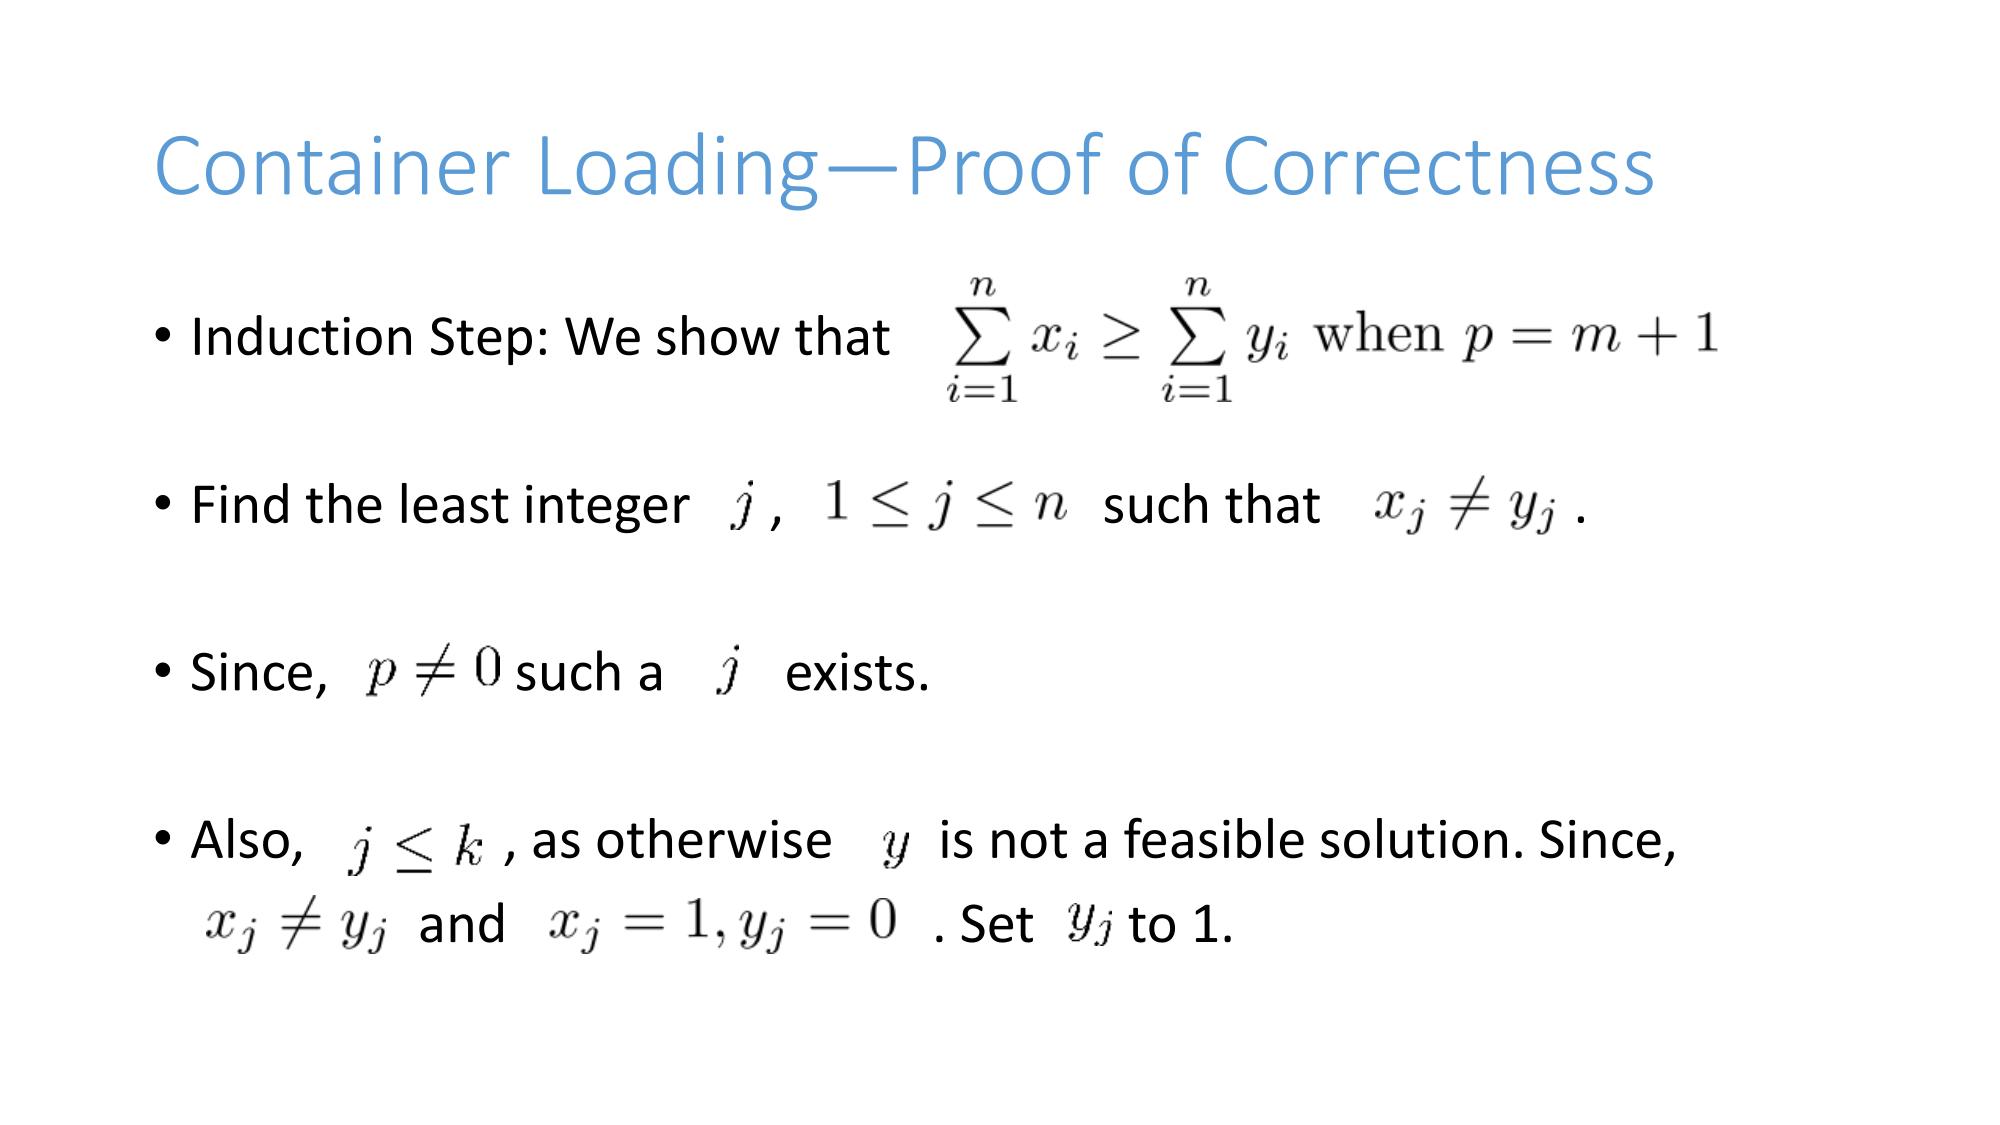 Container Loading—Proof of Correctness
• Induction Step: We show that $\sum_{i=1}^{n} x_i \geq \sum_{i=1}^{n} y_i$ when $p = m + 1$
• Find the least integer $j$ , $1 \leq j \leq n$ such that $x_j \neq y_j$ .
• Since, $p \neq 0$ such a $j$ exists.
• Also, $j \leq k$ , as otherwise $y$ is not a feasible solution. Since,
$x_j \neq y_j$ and $x_j = 1, y_j = 0$ . Set $y_j$ to 1.